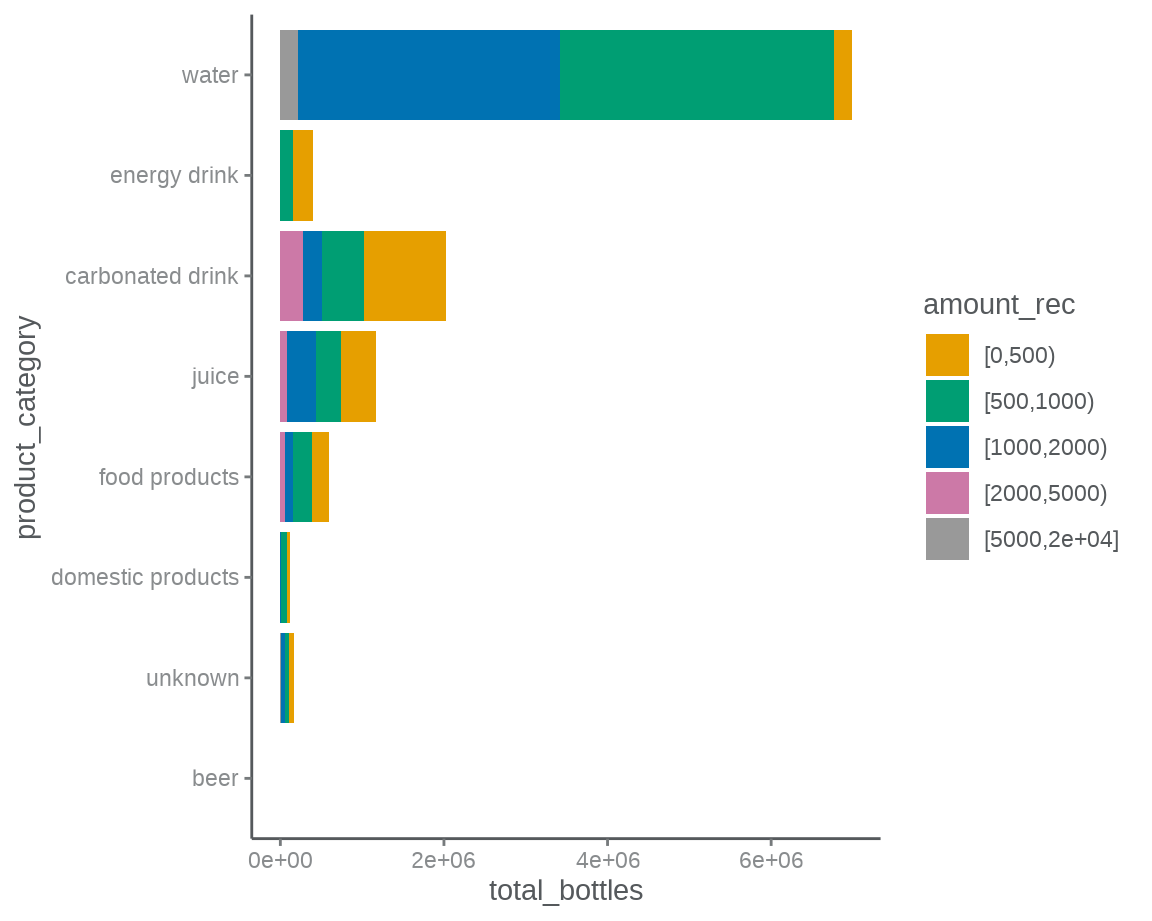 water
energy drink
carbonated drink
juice
food products
domestic products
unknown
beer
product_category
0e+00 2e+06 4e+06 6e+06
total_bottles
amount_rec
[0,500)
[500,1000)
[1000,2000)
[2000,5000)
[5000,2e+04]